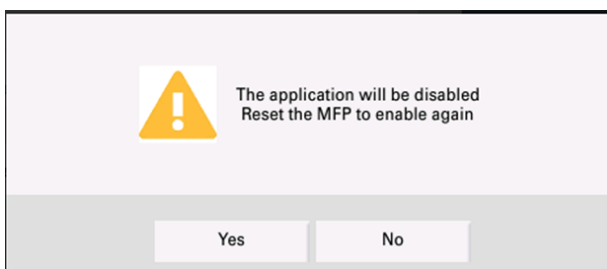 The application will be disabled
Reset the MFP to enable again
Yes
No